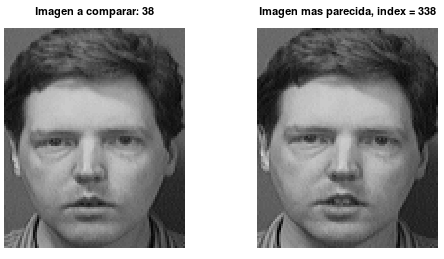 Imagen a comparar: 38
Imagen mas parecida, index = 338